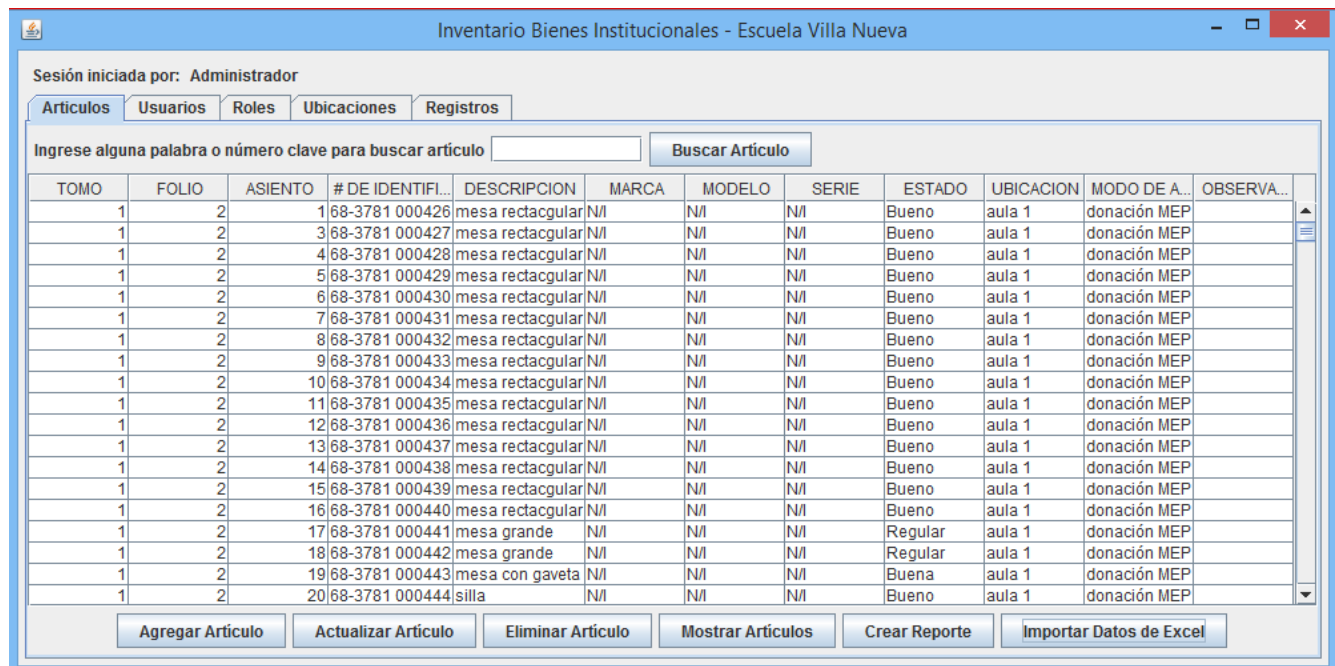 Inventario Bienes Institucionales - Escuela Villa Nueva
Sesión iniciada por: Administrador
Articulos Usuarios Roles Ubicaciones Registros
Ingrese alguna palabra o número clave para buscar artículo Buscar Artículo
TOMO FOLIO ASIENTO # DE IDENTIFI... DESCRIPCION MARCA MODELO SERIE ESTADO UBICACION MODO DE A... OBSERVA...
1 2 1 68-3781 000426 mesa rectacgular N/I N/I N/I Bueno aula 1 donación MEP
1 2 3 68-3781 000427 mesa rectacgular N/I N/I N/I Bueno aula 1 donación MEP
1 2 4 68-3781 000428 mesa rectacgular N/I N/I N/I Bueno aula 1 donación MEP
1 2 5 68-3781 000429 mesa rectacgular N/I N/I N/I Bueno aula 1 donación MEP
1 2 6 68-3781 000430 mesa rectacgular N/I N/I N/I Bueno aula 1 donación MEP
1 2 7 68-3781 000431 mesa rectacgular N/I N/I N/I Bueno aula 1 donación MEP
1 2 8 68-3781 000432 mesa rectacgular N/I N/I N/I Bueno aula 1 donación MEP
1 2 9 68-3781 000433 mesa rectacgular N/I N/I N/I Bueno aula 1 donación MEP
1 2 10 68-3781 000434 mesa rectacgular N/I N/I N/I Bueno aula 1 donación MEP
1 2 11 68-3781 000435 mesa rectacgular N/I N/I N/I Bueno aula 1 donación MEP
1 2 12 68-3781 000436 mesa rectacgular N/I N/I N/I Bueno aula 1 donación MEP
1 2 13 68-3781 000437 mesa rectacgular N/I N/I N/I Bueno aula 1 donación MEP
1 2 14 68-3781 000438 mesa rectacgular N/I N/I N/I Bueno aula 1 donación MEP
1 2 15 68-3781 000439 mesa rectacgular N/I N/I N/I Bueno aula 1 donación MEP
1 2 16 68-3781 000440 mesa rectacgular N/I N/I N/I Bueno aula 1 donación MEP
1 2 17 68-3781 000441 mesa grande N/I N/I N/I Regular aula 1 donación MEP
1 2 18 68-3781 000442 mesa grande N/I N/I N/I Regular aula 1 donación MEP
1 2 19 68-3781 000443 mesa con gaveta N/I N/I N/I Buena aula 1 donación MEP
1 2 20 68-3781 000444 silla N/I N/I N/I Bueno aula 1 donación MEP
Agregar Artículo Actualizar Artículo Eliminar Artículo Mostrar Articulos Crear Reporte Importar Datos de Excel